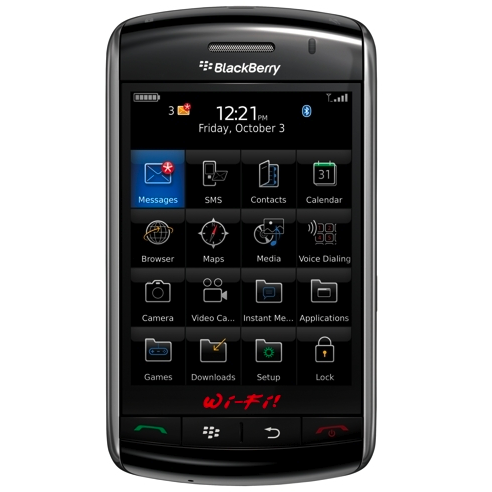 BlackBerry
3
12:21PM
Friday, October 3
Messages SMS Contacts Calendar
31
Browser Maps Media Voice Dialing
Camera Video Ca... Instant Me... Applications
Games Downloads Setup Lock
Wi-Fi!